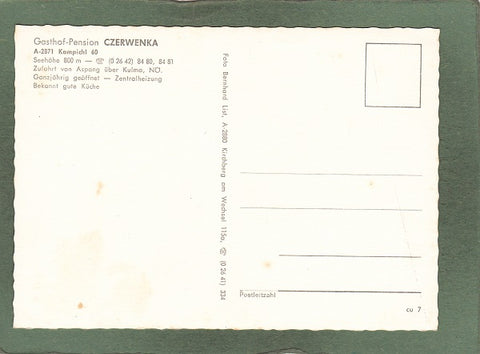 Gasthof-Pension CZERWENKA
A-2871 Kampichl 60
Seehöhe 800 m — ☏ (0 26 42) 84 80, 84 81
Zufahrt von Aspang über Kulma, NÖ.
Ganzjährig geöffnet — Zentralheizung
Bekannt gute Küche
Foto Bernhard List, A-2880 Kirchberg am Wechsel 115a, ☏ (0 26 41) 334
Postleitzahl
cu 7